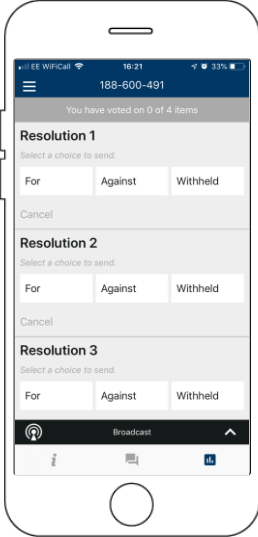 EE WiFiCall 16:21 33%
188-600-491
You have voted on 0 of 4 items
Resolution 1
Select a choice to send.
For Against Withheld
Cancel
Resolution 2
Select a choice to send.
For Against Withheld
Cancel
Resolution 3
Select a choice to send.
For Against Withheld
Broadcast
i